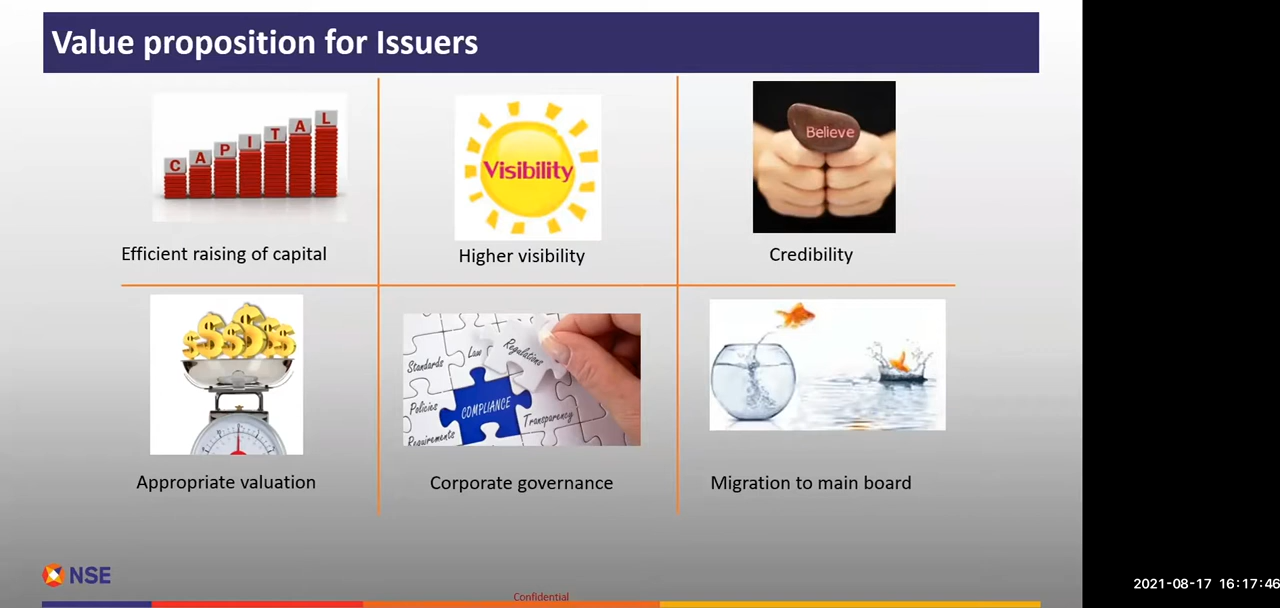 Value proposition for Issuers
C A P I T A L
Visibility
Believe
Efficient raising of capital
Higher visibility
Credibility
Standards
Law
Regulations
Policies
COMPLIANCE
Transparency
Requirements
Appropriate valuation
Corporate governance
Migration to main board
NSE
Confidential
2021-08-17 16:17:46